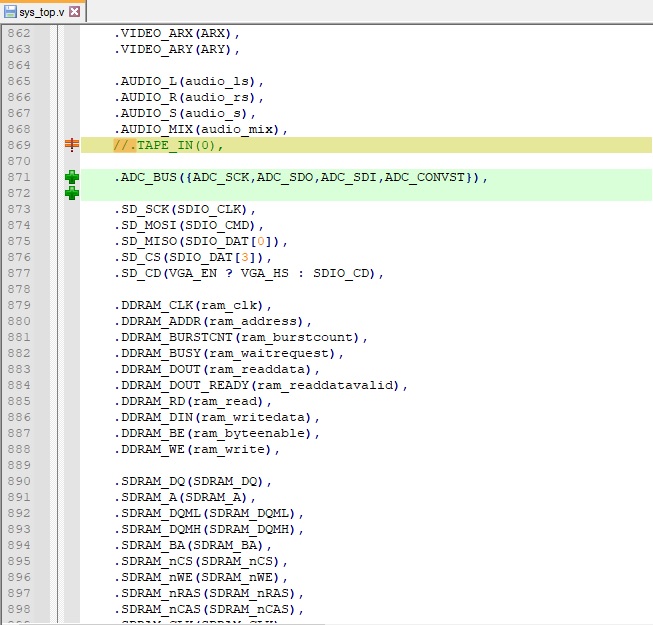 sys_top.v
862 .VIDEO_ARX(ARX),
863 .VIDEO_ARY(ARY),
864
865 .AUDIO_L(audio_ls),
866 .AUDIO_R(audio_rs),
867 .AUDIO_S(audio_s),
868 .AUDIO_MIX(audio_mix),
869 //.TAPE_IN(0),
870
871 .ADC_BUS({ADC_SCK,ADC_SDO,ADC_SDI,ADC_CONVST}),
872
873 .SD_SCK(SDIO_CLK),
874 .SD_MOSI(SDIO_CMD),
875 .SD_MISO(SDIO_DAT[0]),
876 .SD_CS(SDIO_DAT[3]),
877 .SD_CD(VGA_EN ? VGA_HS : SDIO_CD),
878
879 .DDRAM_CLK(ram_clk),
880 .DDRAM_ADDR(ram_address),
881 .DDRAM_BURSTCNT(ram_burstcount),
882 .DDRAM_BUSY(ram_waitrequest),
883 .DDRAM_DOUT(ram_readdata),
884 .DDRAM_DOUT_READY(ram_readdatavalid),
885 .DDRAM_RD(ram_read),
886 .DDRAM_DIN(ram_writedata),
887 .DDRAM_BE(ram_byteenable),
888 .DDRAM_WE(ram_write),
889
890 .SDRAM_DQ(SDRAM_DQ),
891 .SDRAM_A(SDRAM_A),
892 .SDRAM_DQML(SDRAM_DQML),
893 .SDRAM_DQMH(SDRAM_DQMH),
894 .SDRAM_BA(SDRAM_BA),
895 .SDRAM_nCS(SDRAM_nCS),
896 .SDRAM_nWE(SDRAM_nWE),
897 .SDRAM_nRAS(SDRAM_nRAS),
898 .SDRAM_nCAS(SDRAM_nCAS),